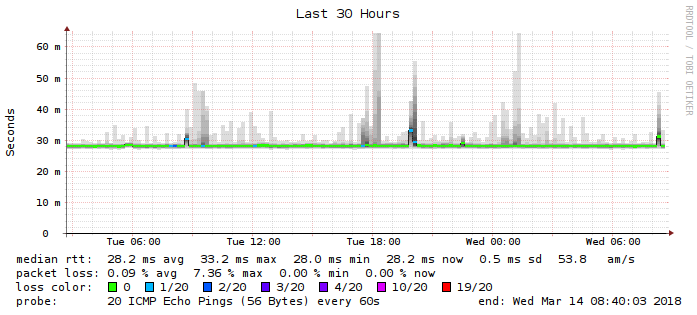 Last 30 Hours
RRDTOOL / TOBI OETIKER
Seconds
60 m
50 m
40 m
30 m
20 m
10 m
0
Tue 06:00 Tue 12:00 Tue 18:00 Wed 00:00 Wed 06:00
median rtt: 28.2 ms avg 33.2 ms max 28.0 ms min 28.2 ms now 0.5 ms sd 53.8 am/s
packet loss: 0.09 % avg 7.36 % max 0.00 % min 0.00 % now
loss color: 0 1/20 2/20 3/20 4/20 10/20 19/20
probe: 20 ICMP Echo Pings (56 Bytes) every 60s end: Wed Mar 14 08:40:03 2018